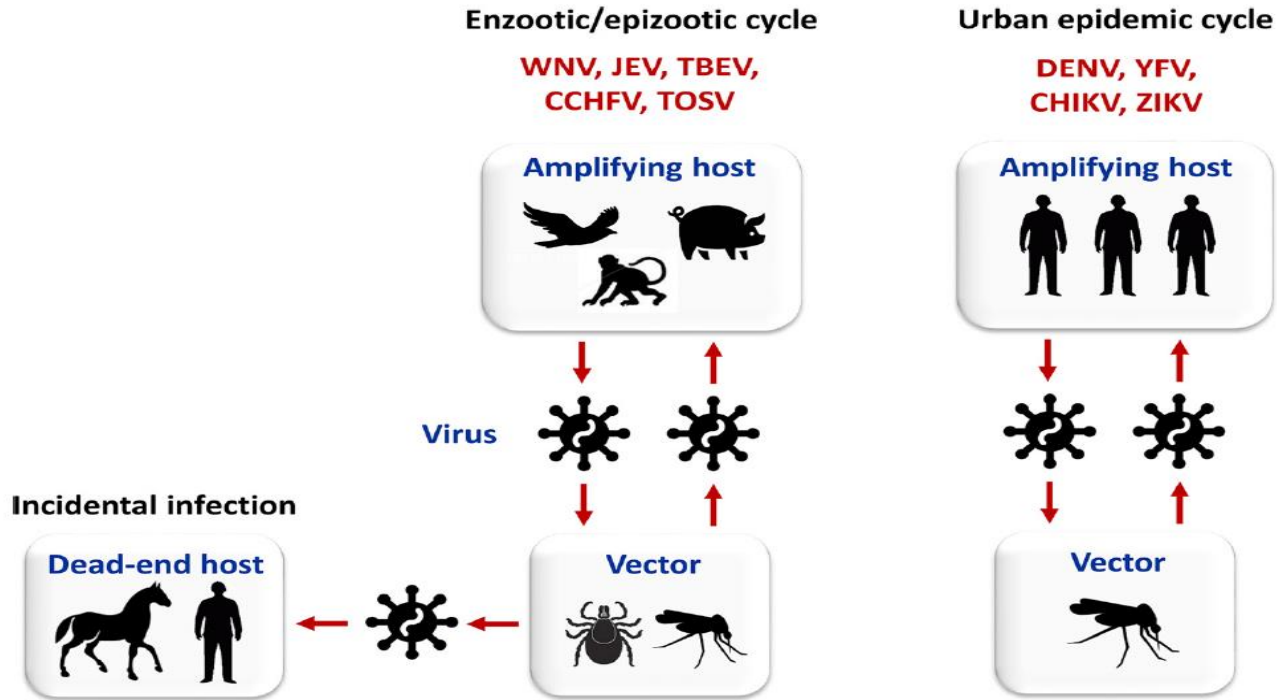 Enzootic/epizootic cycle
WNV, JEV, TBEV,
CCHFV, TOSV
Amplifying host
Virus
Incidental infection
Dead-end host
Vector
Urban epidemic cycle
DENV, YFV,
CHIKV, ZIKV
Amplifying host
Vector